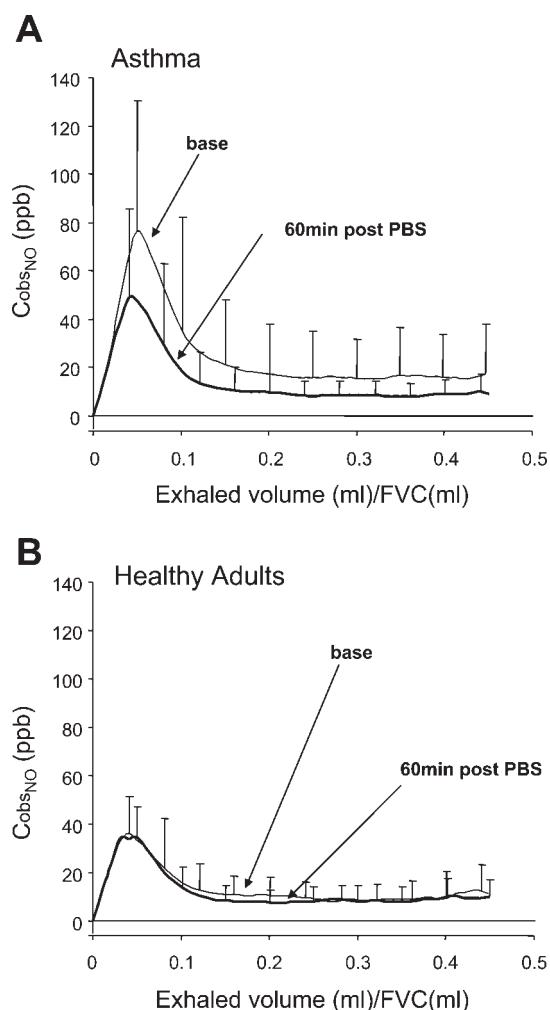 A
Asthma
140
120
100
80
60
40
20
0
CobsNO (ppb)
base
60min post PBS
0 0.1 0.2 0.3 0.4 0.5
Exhaled volume (ml)/FVC(ml)
B
Healthy Adults
140
120
100
80
60
40
20
0
CobsNO (ppb)
base
60min post PBS
0 0.1 0.2 0.3 0.4 0.5
Exhaled volume (ml)/FVC(ml)